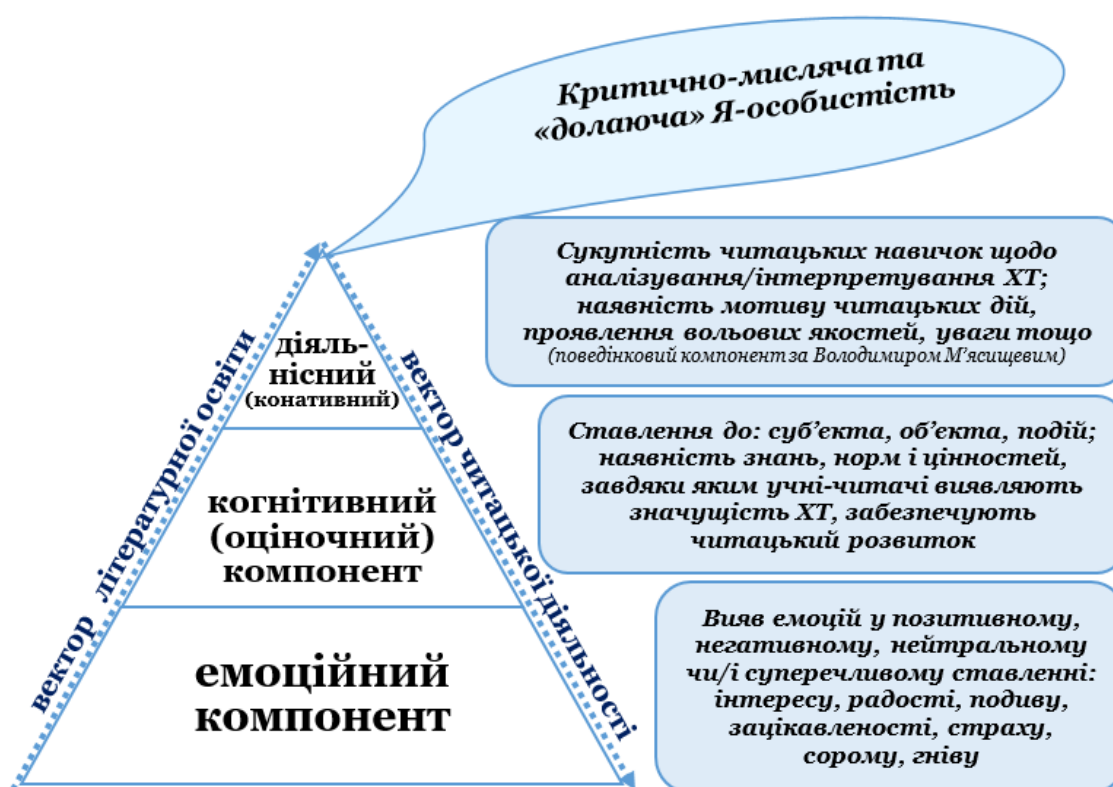 Критично-мисляча та
«долаюча» Я-особистість
Сукупність читацьких навичок щодо
аналізування/інтерпретування ХТ;
наявність мотиву читацьких дій,
проявлення вольових якостей, уваги тощо
(поведінковий компонент за Володимиром М’ясищевим)
діяль-
нісний
(конативний)
Ставлення до: суб’єкта, об’єкта, подій;
наявність знань, норм і цінностей,
завдяки яким учні-читачі виявляють
значущість ХТ, забезпечують
читацький розвиток
когнітивний
(оціночний)
компонент
Вияв емоцій у позитивному,
негативному, нейтральному
чи/і суперечливому ставленні:
інтересу, радості, подиву,
зацікавленості, страху,
сорому, гніву
емоційний
компонент
вектор літературної освіти
вектор читацької діяльності